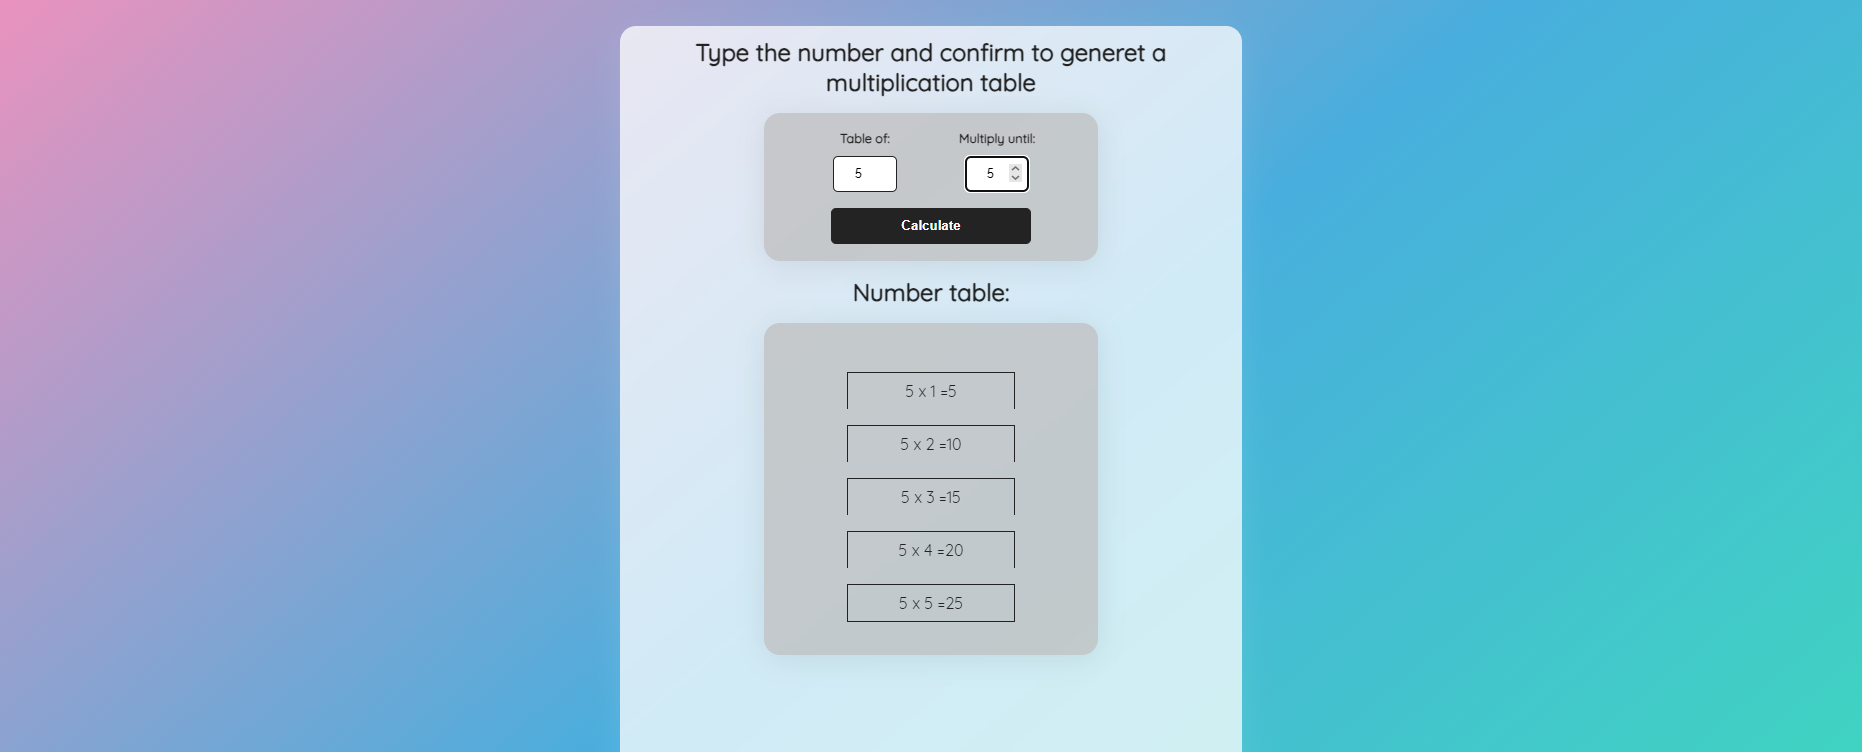 Type the number and confirm to generet a
multiplication table
Table of:
Multiply until:
5
5
Calculate
Number table:
5 x 1 =5
5 x 2 =10
5 x 3 =15
5 x 4 =20
5 x 5 =25